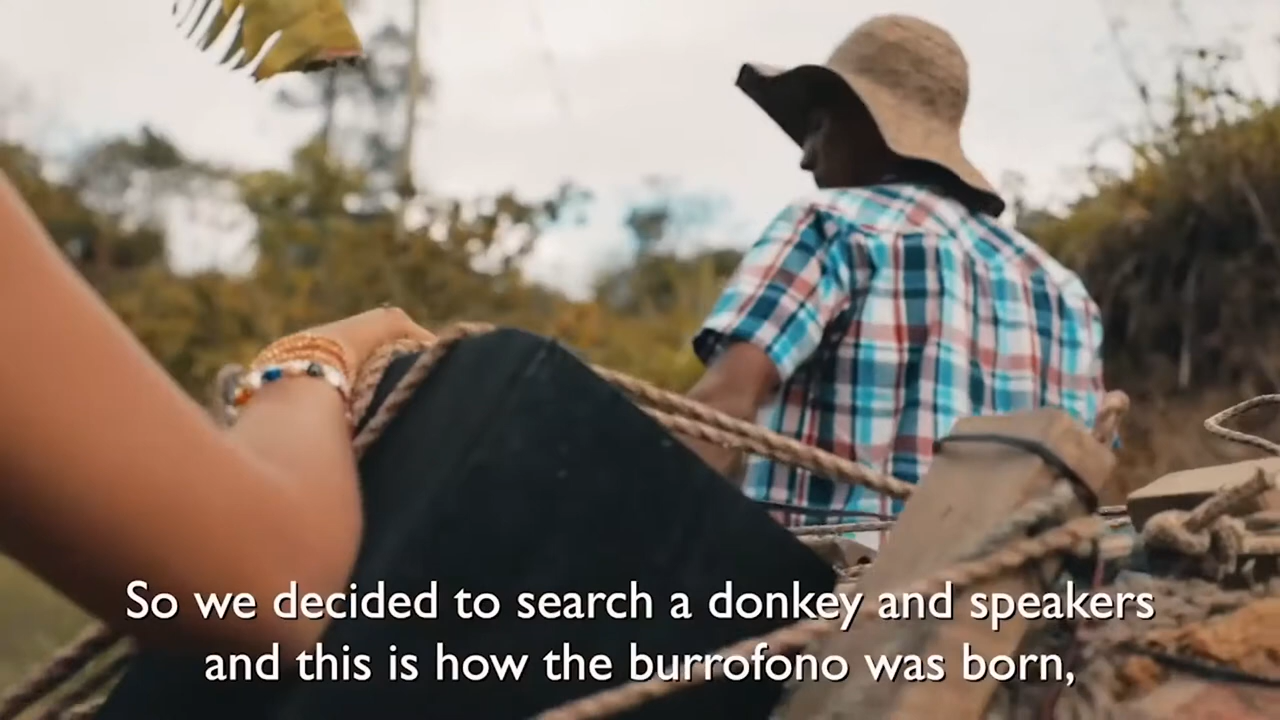 So we decided to search a donkey and speakers
and this is how the burrofono was born,